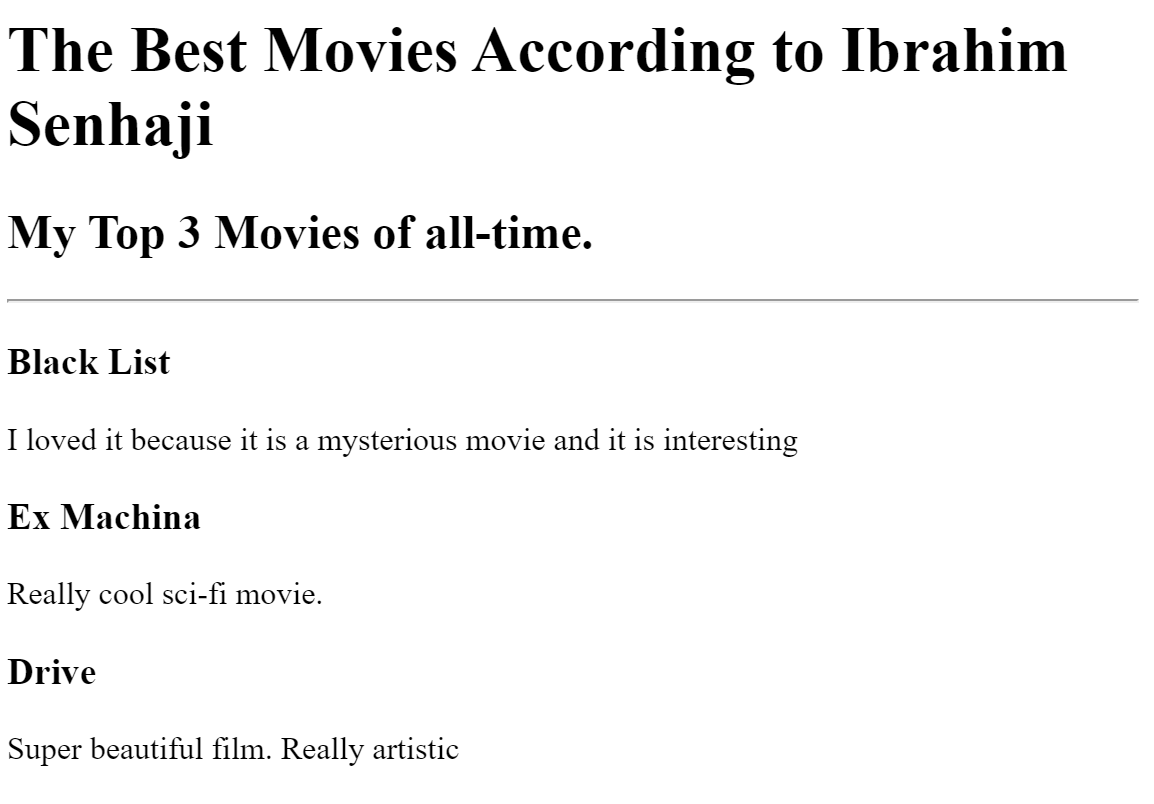 The Best Movies According to Ibrahim
Senhaji
My Top 3 Movies of all-time.
Black List
I loved it because it is a mysterious movie and it is interesting
Ex Machina
Really cool sci-fi movie.
Drive
Super beautiful film. Really artistic